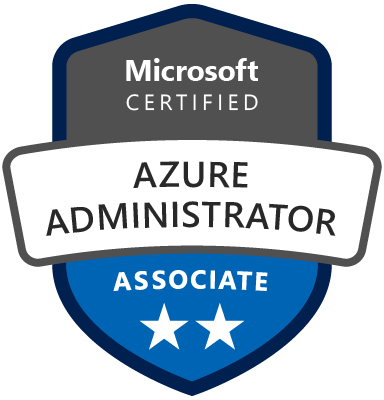 Microsoft
CERTIFIED
AZURE
ADMINISTRATOR
ASSOCIATE